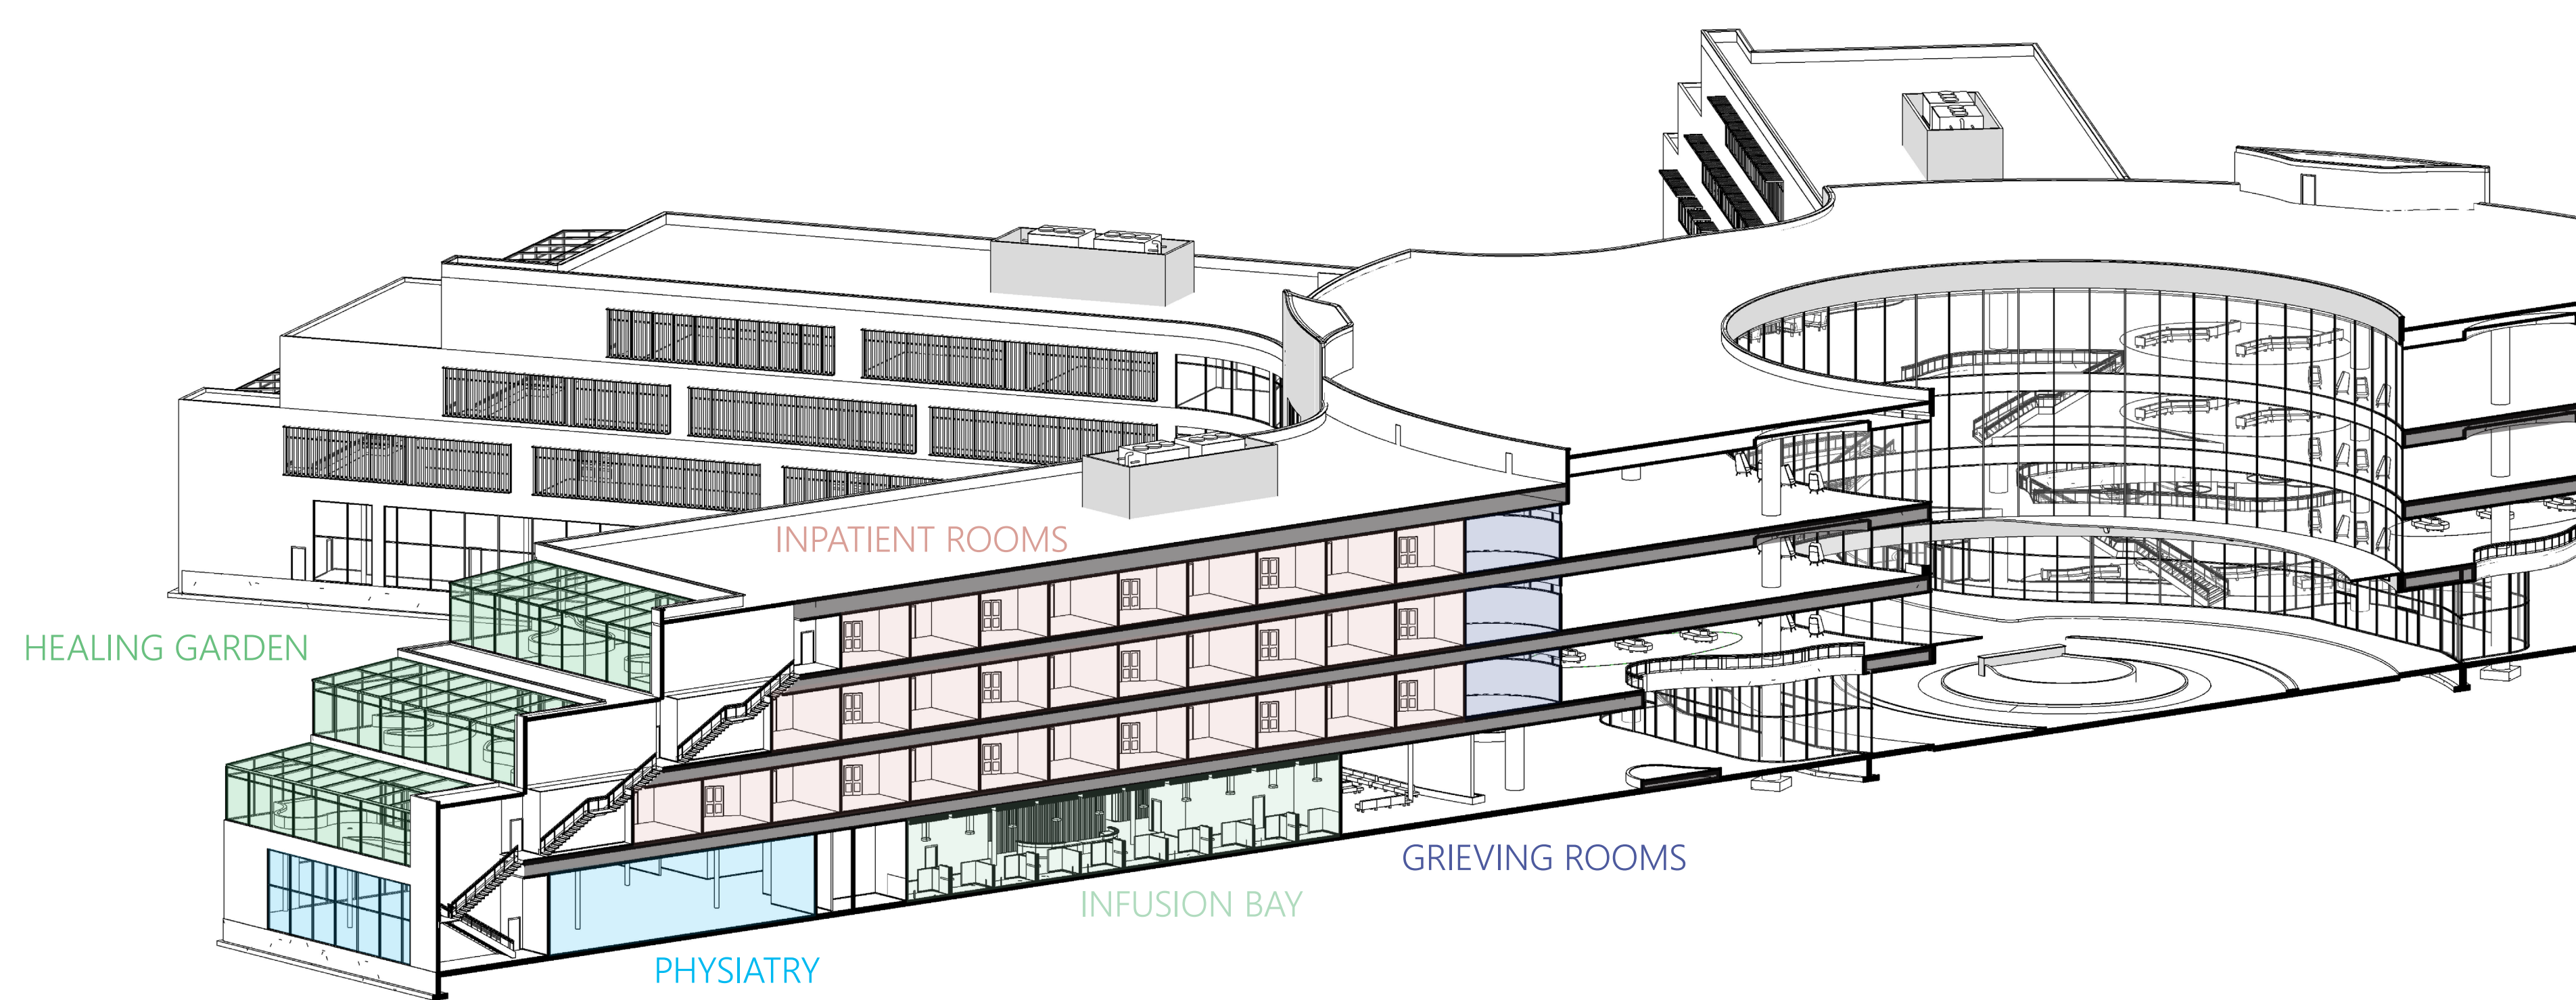 INPATIENT ROOMS
HEALING GARDEN
GRIEVING ROOMS
INFUSION BAY
PHYSIATRY